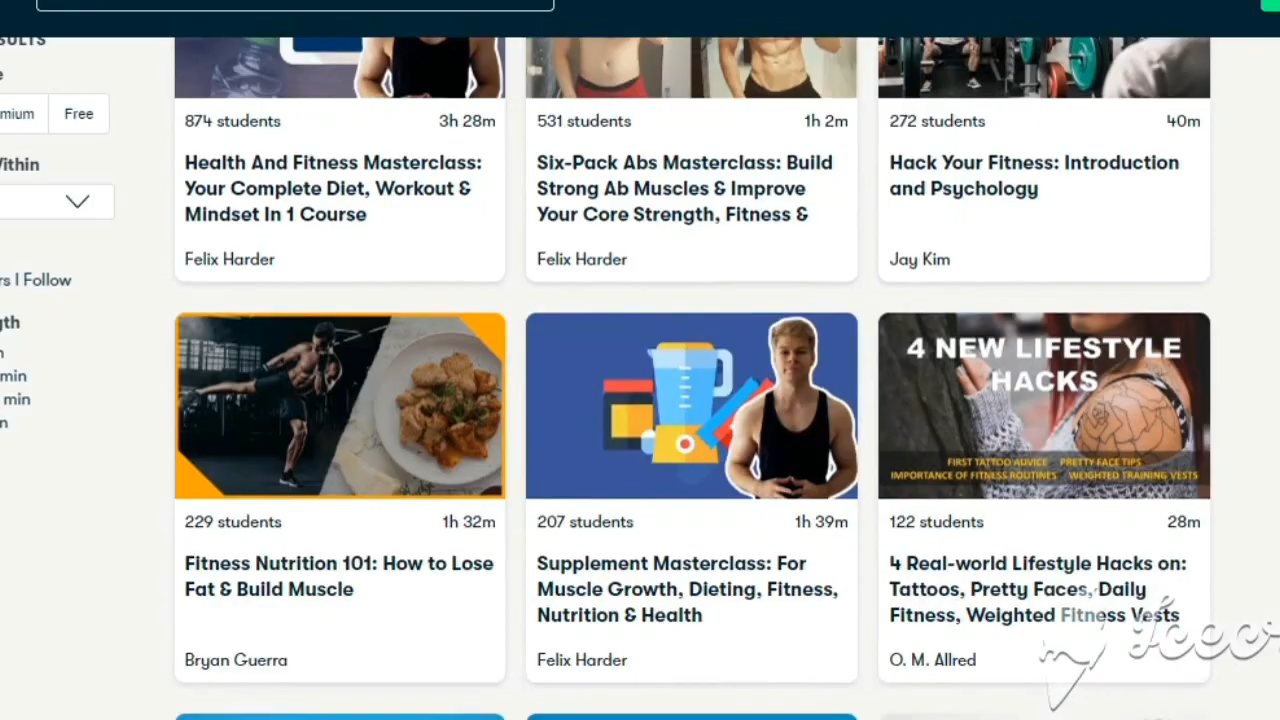 mium
Free
Within
rs I Follow
min
min
874 students
3h 28m
Health And Fitness Masterclass:
Your Complete Diet, Workout &
Mindset In 1 Course
Felix Harder
531 students
1h 2m
Six-Pack Abs Masterclass: Build
Strong Ab Muscles & Improve
Your Core Strength, Fitness &
Felix Harder
272 students
40m
Hack Your Fitness: Introduction
and Psychology
Jay Kim
229 students
1h 32m
Fitness Nutrition 101: How to Lose
Fat & Build Muscle
Bryan Guerra
207 students
1h 39m
Supplement Masterclass: For
Muscle Growth, Dieting, Fitness,
Nutrition & Health
Felix Harder
4 NEW LIFESTYLE
HACKS
FIRST TATTOO ADVICE PRETTY FACE TIPS
IMPORTANCE OF FITNESS ROUTINES WEIGHTED TRAINING VESTS
122 students
28m
4 Real-world Lifestyle Hacks on:
Tattoos, Pretty Faces, Daily
Fitness, Weighted Fitness Vests
O. M. Allred